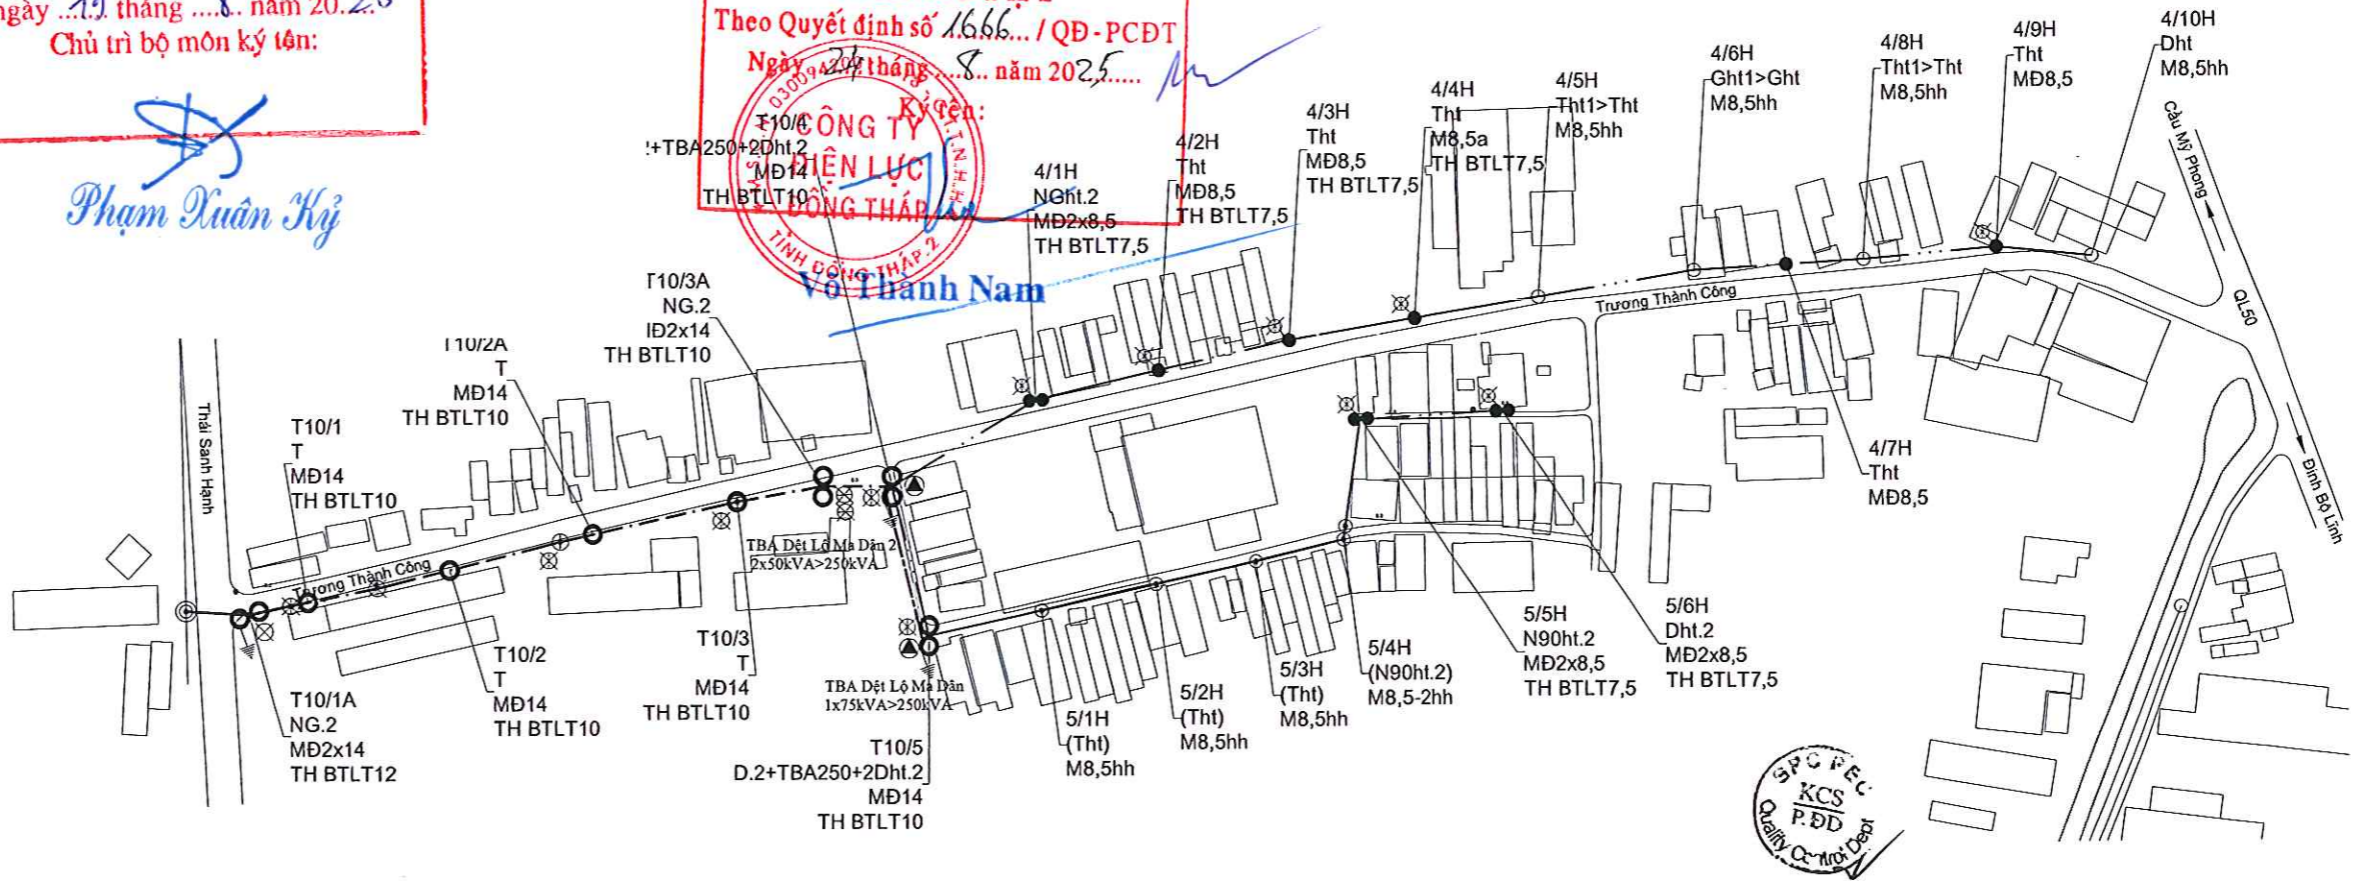 ngày 19 tháng 8 năm 20
Chủ trì bộ môn ký tên:
Phạm Xuân Kỷ
Theo Quyết định số 1666 / QĐ-PCĐT
Ngày 24 tháng 8 năm 2025
Ký tên:
CÔNG TY
ĐIỆN LỰC
ĐỒNG THÁP
TỈNH ĐỒNG THÁP
Võ Thành Nam
T10/4
+TBA250+2Dht.2
MĐ14
TH BTLT10
4/1H
NGht.2
MĐ2x8,5
TH BTLT7,5
4/2H
Tht
MĐ8,5
TH BTLT7,5
4/3H
Tht
MĐ8,5
TH BTLT7,5
4/4H
Tht
M8,5a
TH BTLT7,5
4/5H
Tht1>Tht
M8,5hh
4/6H
Ght1>Ght
M8,5hh
4/8H
Tht1>Tht
M8,5hh
4/9H
Tht
MĐ8,5
4/10H
Dht
M8,5hh
Cầu Mỹ Phong
QL50
Đinh Bộ Lĩnh
Trương Thành Công
4/7H
Tht
MĐ8,5
T10/3A
NG.2
IĐ2x14
TH BTLT10
T10/2A
T
MĐ14
TH BTLT10
T10/1
T
MĐ14
TH BTLT10
Thái Sanh Hạnh
Trương Thành Công
TBA Dệt Lô Ma Dân 2
2x50kVA>250kVA
TBA Dệt Lô Ma Dân
1x75kVA>250kVA
T10/1A
NG.2
MĐ2x14
TH BTLT12
T10/2
T
MĐ14
TH BTLT10
T10/3
T
MĐ14
TH BTLT10
T10/5
D.2+TBA250+2Dht.2
MĐ14
TH BTLT10
5/1H
(Tht)
M8,5hh
5/2H
(Tht)
M8,5hh
5/3H
(Tht)
M8,5hh
5/4H
(N90ht.2)
M8,5-2hh
5/5H
N90ht.2
MĐ2x8,5
TH BTLT7,5
5/6H
Dht.2
MĐ2x8,5
TH BTLT7,5
SPC PEC
KCS
P.ĐD
Quality Control Dept